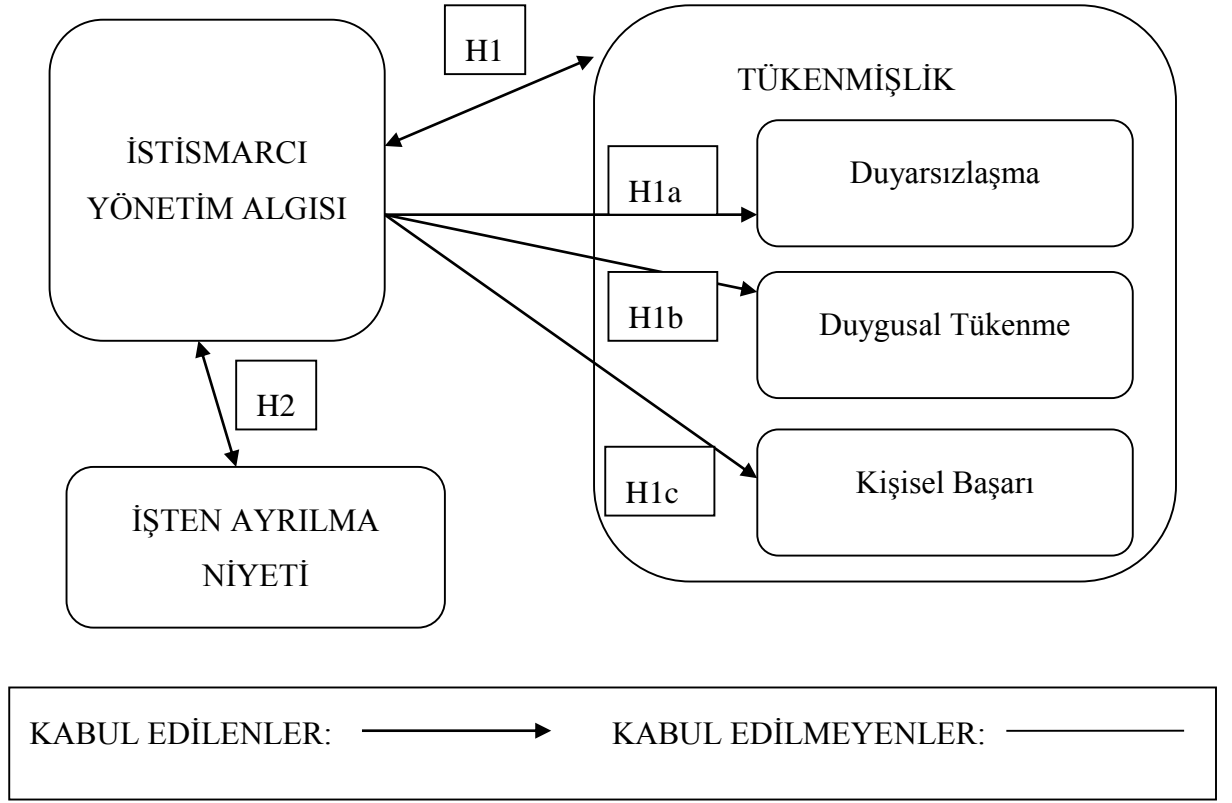 H1
TÜKENMİŞLİK
İSTİSMARCI
YÖNETİM ALGISI
H1a
Duyarsızlaşma
H1b
Duygusal Tükenme
H2
H1c
Kişisel Başarı
İŞTEN AYRILMA
NİYETİ
KABUL EDİLENLER:
KABUL EDİLMEYENLER: